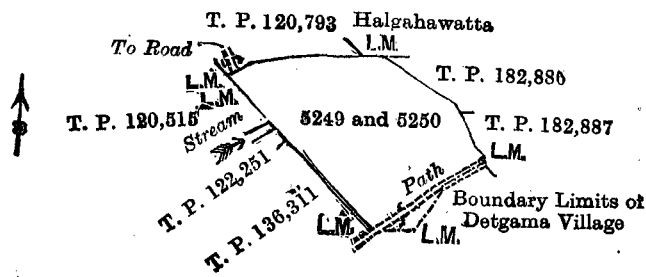 T. P. 120,793 Halgahawatta
To Road
L.M.
T. P. 182,886
L.M.
L.M.
T. P. 120,515
Stream
5249 and 5250
T. P. 182,887
L.M.
T. P. 122,251
Path
T. P. 136,311
Boundary Limits of
Detgama Village
L.M.
L.M.